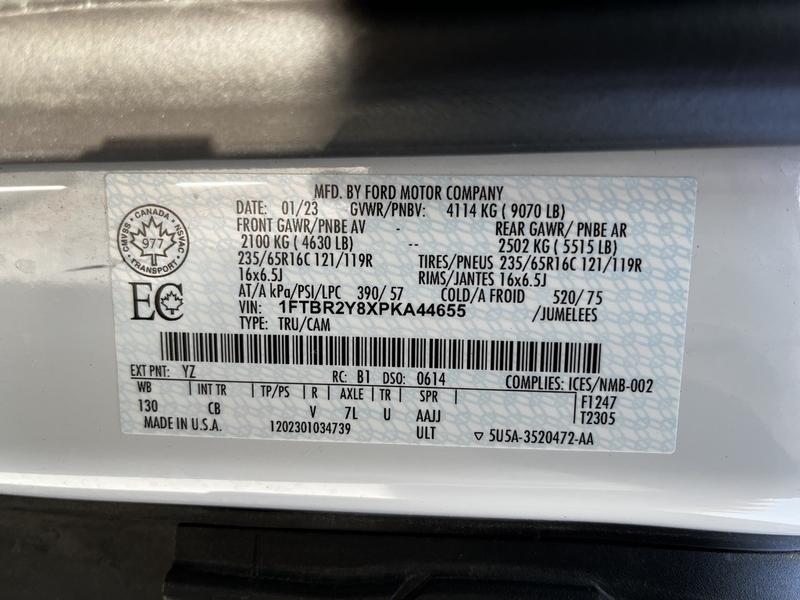 MFD. BY FORD MOTOR COMPANY
DATE: 01/23 GVWR/PNBV: 4114 KG ( 9070 LB)
FRONT GAWR/PNBE AV REAR GAWR/ PNBE AR
2100 KG ( 4630 LB) -- 2502 KG ( 5515 LB)
235/65R16C 121/119R TIRES/PNEUS 235/65R16C 121/119R
16x6.5J RIMS/JANTES 16x6.5J
AT/A kPa/PSI/LPC 390/ 57 COLD/A FROID 520/ 75
VIN: 1FTBR2Y8XPKA44655 /JUMELEES
TYPE: TRU/CAM
CANADA
CMVSS 977 NSVAC
TRANSPORT
EC
EXT PNT: YZ RC: B1 DSO: 0614 COMPLIES: ICES/NMB-002
WB INT TR TP/PS R AXLE TR SPR F1247
130 CB V 7L U AAJJ T2305
MADE IN U.S.A. 1202301034739 ULT 5U5A-3520472-AA